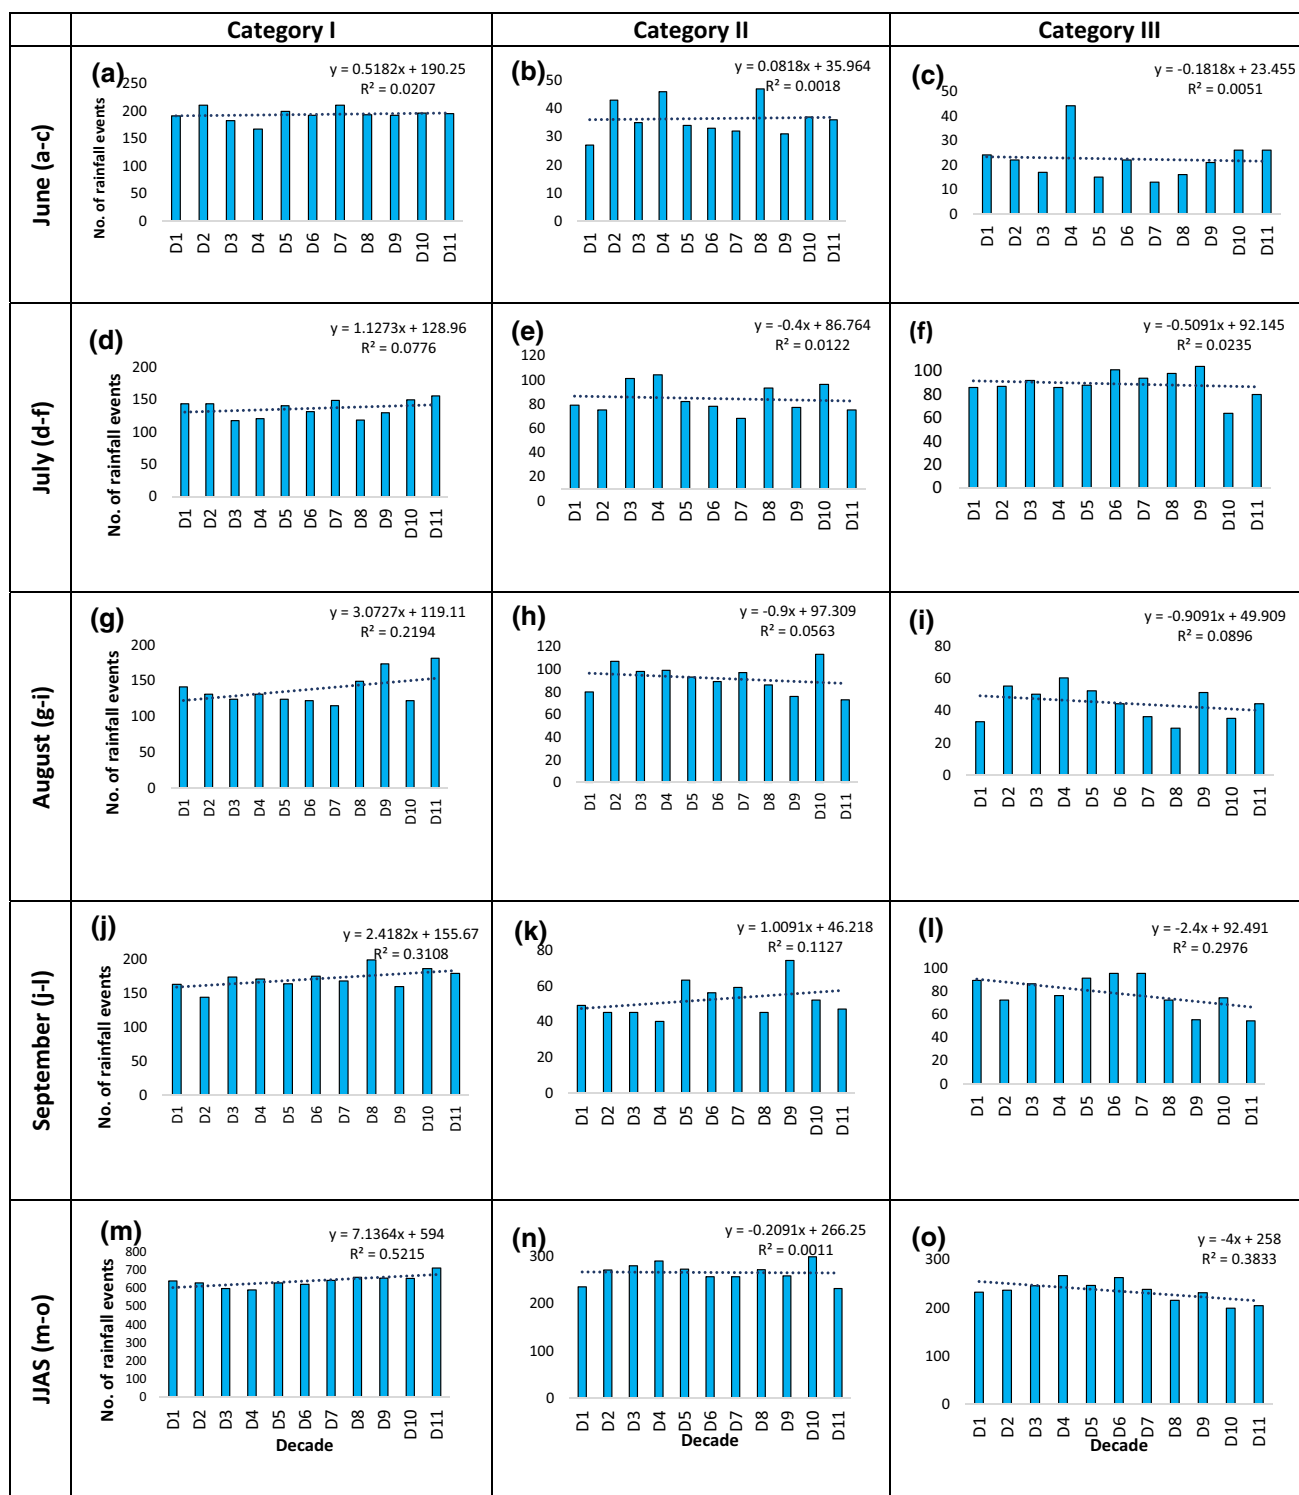 Category I Category II Category III
June (a-c)
(a)
y = 0.5182x + 190.25
R² = 0.0207
No. of rainfall events
250
200
150
100
50
0
D1 D2 D3 D4 D5 D6 D7 D8 D9 D10 D11
(b)
y = 0.0818x + 35.964
R² = 0.0018
50
40
30
20
10
0
D1 D2 D3 D4 D5 D6 D7 D8 D9 D10 D11
(c)
y = -0.1818x + 23.455
R² = 0.0051
50
40
30
20
10
0
D1 D2 D3 D4 D5 D6 D7 D8 D9 D10 D11
July (d-f)
(d)
y = 1.1273x + 128.96
R² = 0.0776
No. of rainfall events
200
150
100
50
0
D1 D2 D3 D4 D5 D6 D7 D8 D9 D10 D11
(e)
y = -0.4x + 86.764
R² = 0.0122
120
100
80
60
40
20
0
D1 D2 D3 D4 D5 D6 D7 D8 D9 D10 D11
(f)
y = -0.5091x + 92.145
R² = 0.0235
100
80
60
40
20
0
D1 D2 D3 D4 D5 D6 D7 D8 D9 D10 D11
August (g-i)
(g)
y = 3.0727x + 119.11
R² = 0.2194
No. of rainfall events
200
150
100
50
0
D1 D2 D3 D4 D5 D6 D7 D8 D9 D10 D11
(h)
y = -0.9x + 97.309
R² = 0.0563
120
100
80
60
40
20
0
D1 D2 D3 D4 D5 D6 D7 D8 D9 D10 D11
(i)
y = -0.9091x + 49.909
R² = 0.0896
80
60
40
20
0
D1 D2 D3 D4 D5 D6 D7 D8 D9 D10 D11
September (j-l)
(j)
y = 2.4182x + 155.67
R² = 0.3108
No. of rainfall events
200
150
100
50
0
D1 D2 D3 D4 D5 D6 D7 D8 D9 D10 D11
(k)
y = 1.0091x + 46.218
R² = 0.1127
80
60
40
20
0
D1 D2 D3 D4 D5 D6 D7 D8 D9 D10 D11
(l)
y = -2.4x + 92.491
R² = 0.2976
100
80
60
40
20
0
D1 D2 D3 D4 D5 D6 D7 D8 D9 D10 D11
JJAS (m-o)
(m)
y = 7.1364x + 594
R² = 0.5215
No. of rainfall events
800
700
600
500
400
300
200
100
0
D1 D2 D3 D4 D5 D6 D7 D8 D9 D10 D11
Decade
(n)
y = -0.2091x + 266.25
R² = 0.0011
300
200
100
0
D1 D2 D3 D4 D5 D6 D7 D8 D9 D10 D11
Decade
(o)
y = -4x + 258
R² = 0.3833
300
200
100
0
D1 D2 D3 D4 D5 D6 D7 D8 D9 D10 D11
Decade